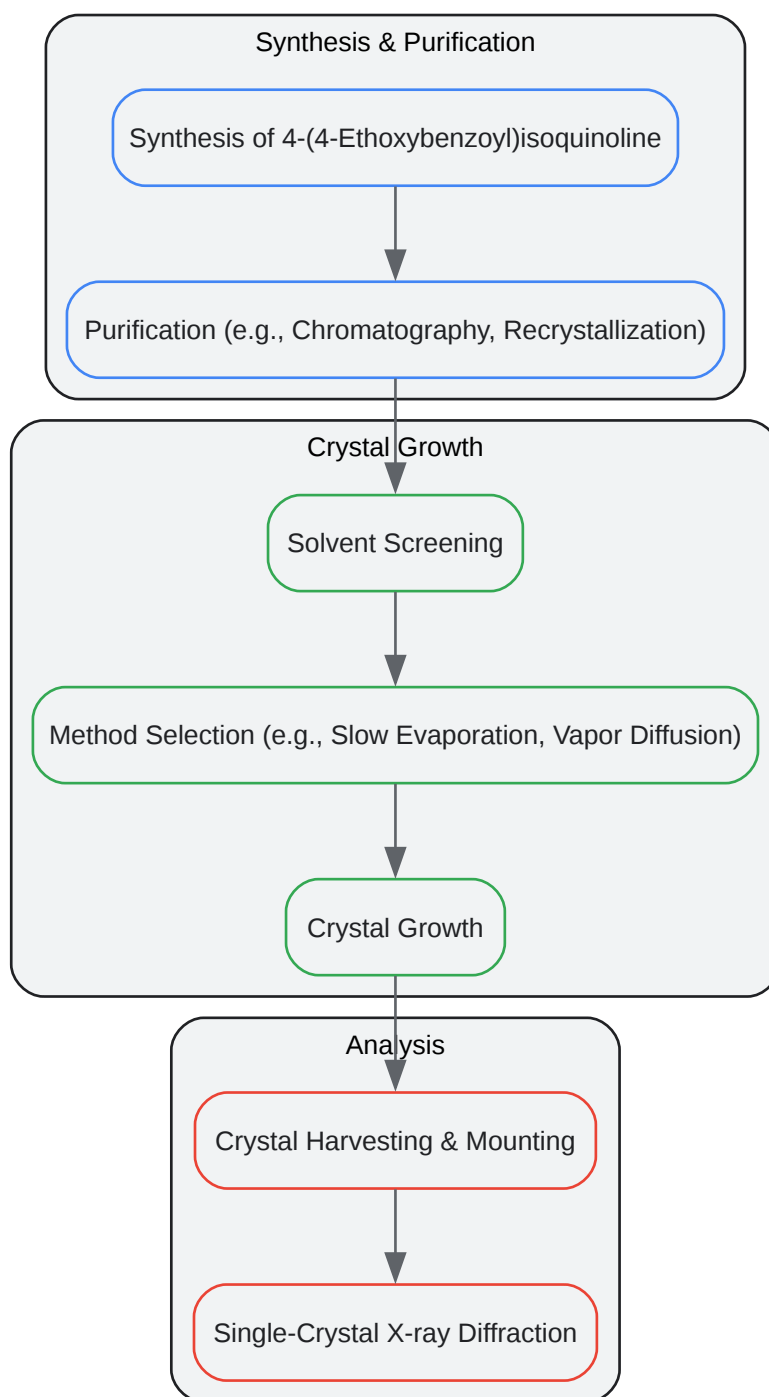 Synthesis & Purification
Synthesis of 4-(4-Ethoxybenzoyl)isoquinoline
Purification (e.g., Chromatography, Recrystallization)
Crystal Growth
Solvent Screening
Method Selection (e.g., Slow Evaporation, Vapor Diffusion)
Crystal Growth
Analysis
Crystal Harvesting & Mounting
Single-Crystal X-ray Diffraction